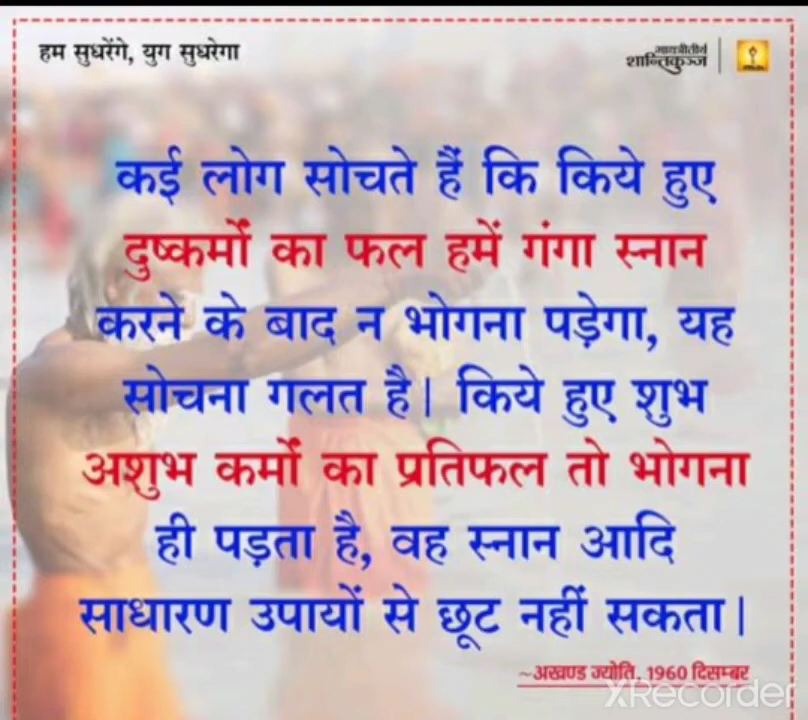 हम सुधरेंगे, युग सुधरेगा
गायत्रीतीर्थ
शान्तिकुञ्ज
कई लोग सोचते हैं कि किये हुए
दुष्कर्मों का फल हमें गंगा स्नान
करने के बाद न भोगना पड़ेगा, यह
सोचना गलत है। किये हुए शुभ
अशुभ कर्मों का प्रतिफल तो भोगना
ही पड़ता है, वह स्नान आदि
साधारण उपायों से छूट नहीं सकता।
~अखण्ड ज्योति, 1960 दिसम्बर
XRecorder